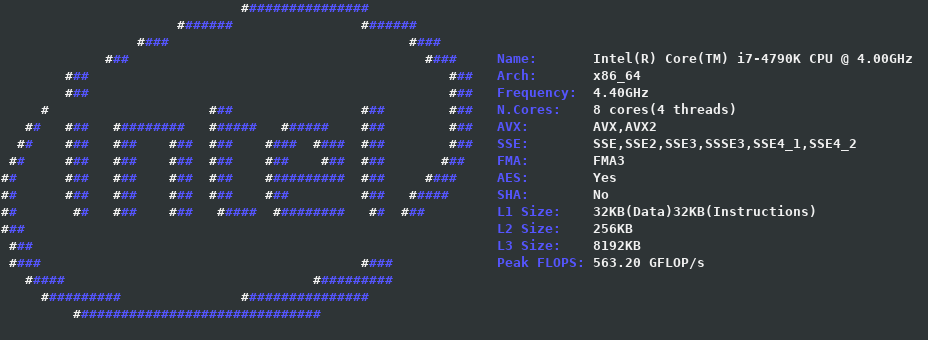 Name: Intel(R) Core(TM) i7-4790K CPU @ 4.00GHz
Arch: x86_64
Frequency: 4.40GHz
N.Cores: 8 cores(4 threads)
AVX: AVX,AVX2
SSE: SSE,SSE2,SSE3,SSSE3,SSE4_1,SSE4_2
FMA: FMA3
AES: Yes
SHA: No
L1 Size: 32KB(Data)32KB(Instructions)
L2 Size: 256KB
L3 Size: 8192KB
Peak FLOPS: 563.20 GFLOP/s